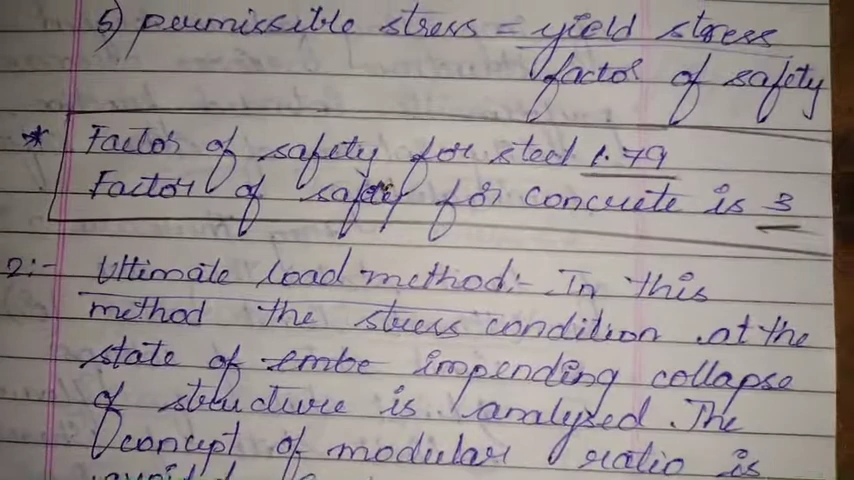 5) permissible stress = yield stress
factor of safety
* Factor of safety for steel 1.79
Factor of safety for concrete is 3
2:- Ultimate load method:- In this
method the stress condition at the
state of embe impending collapse
of structure is analyzed. The
concept of modular ratio is